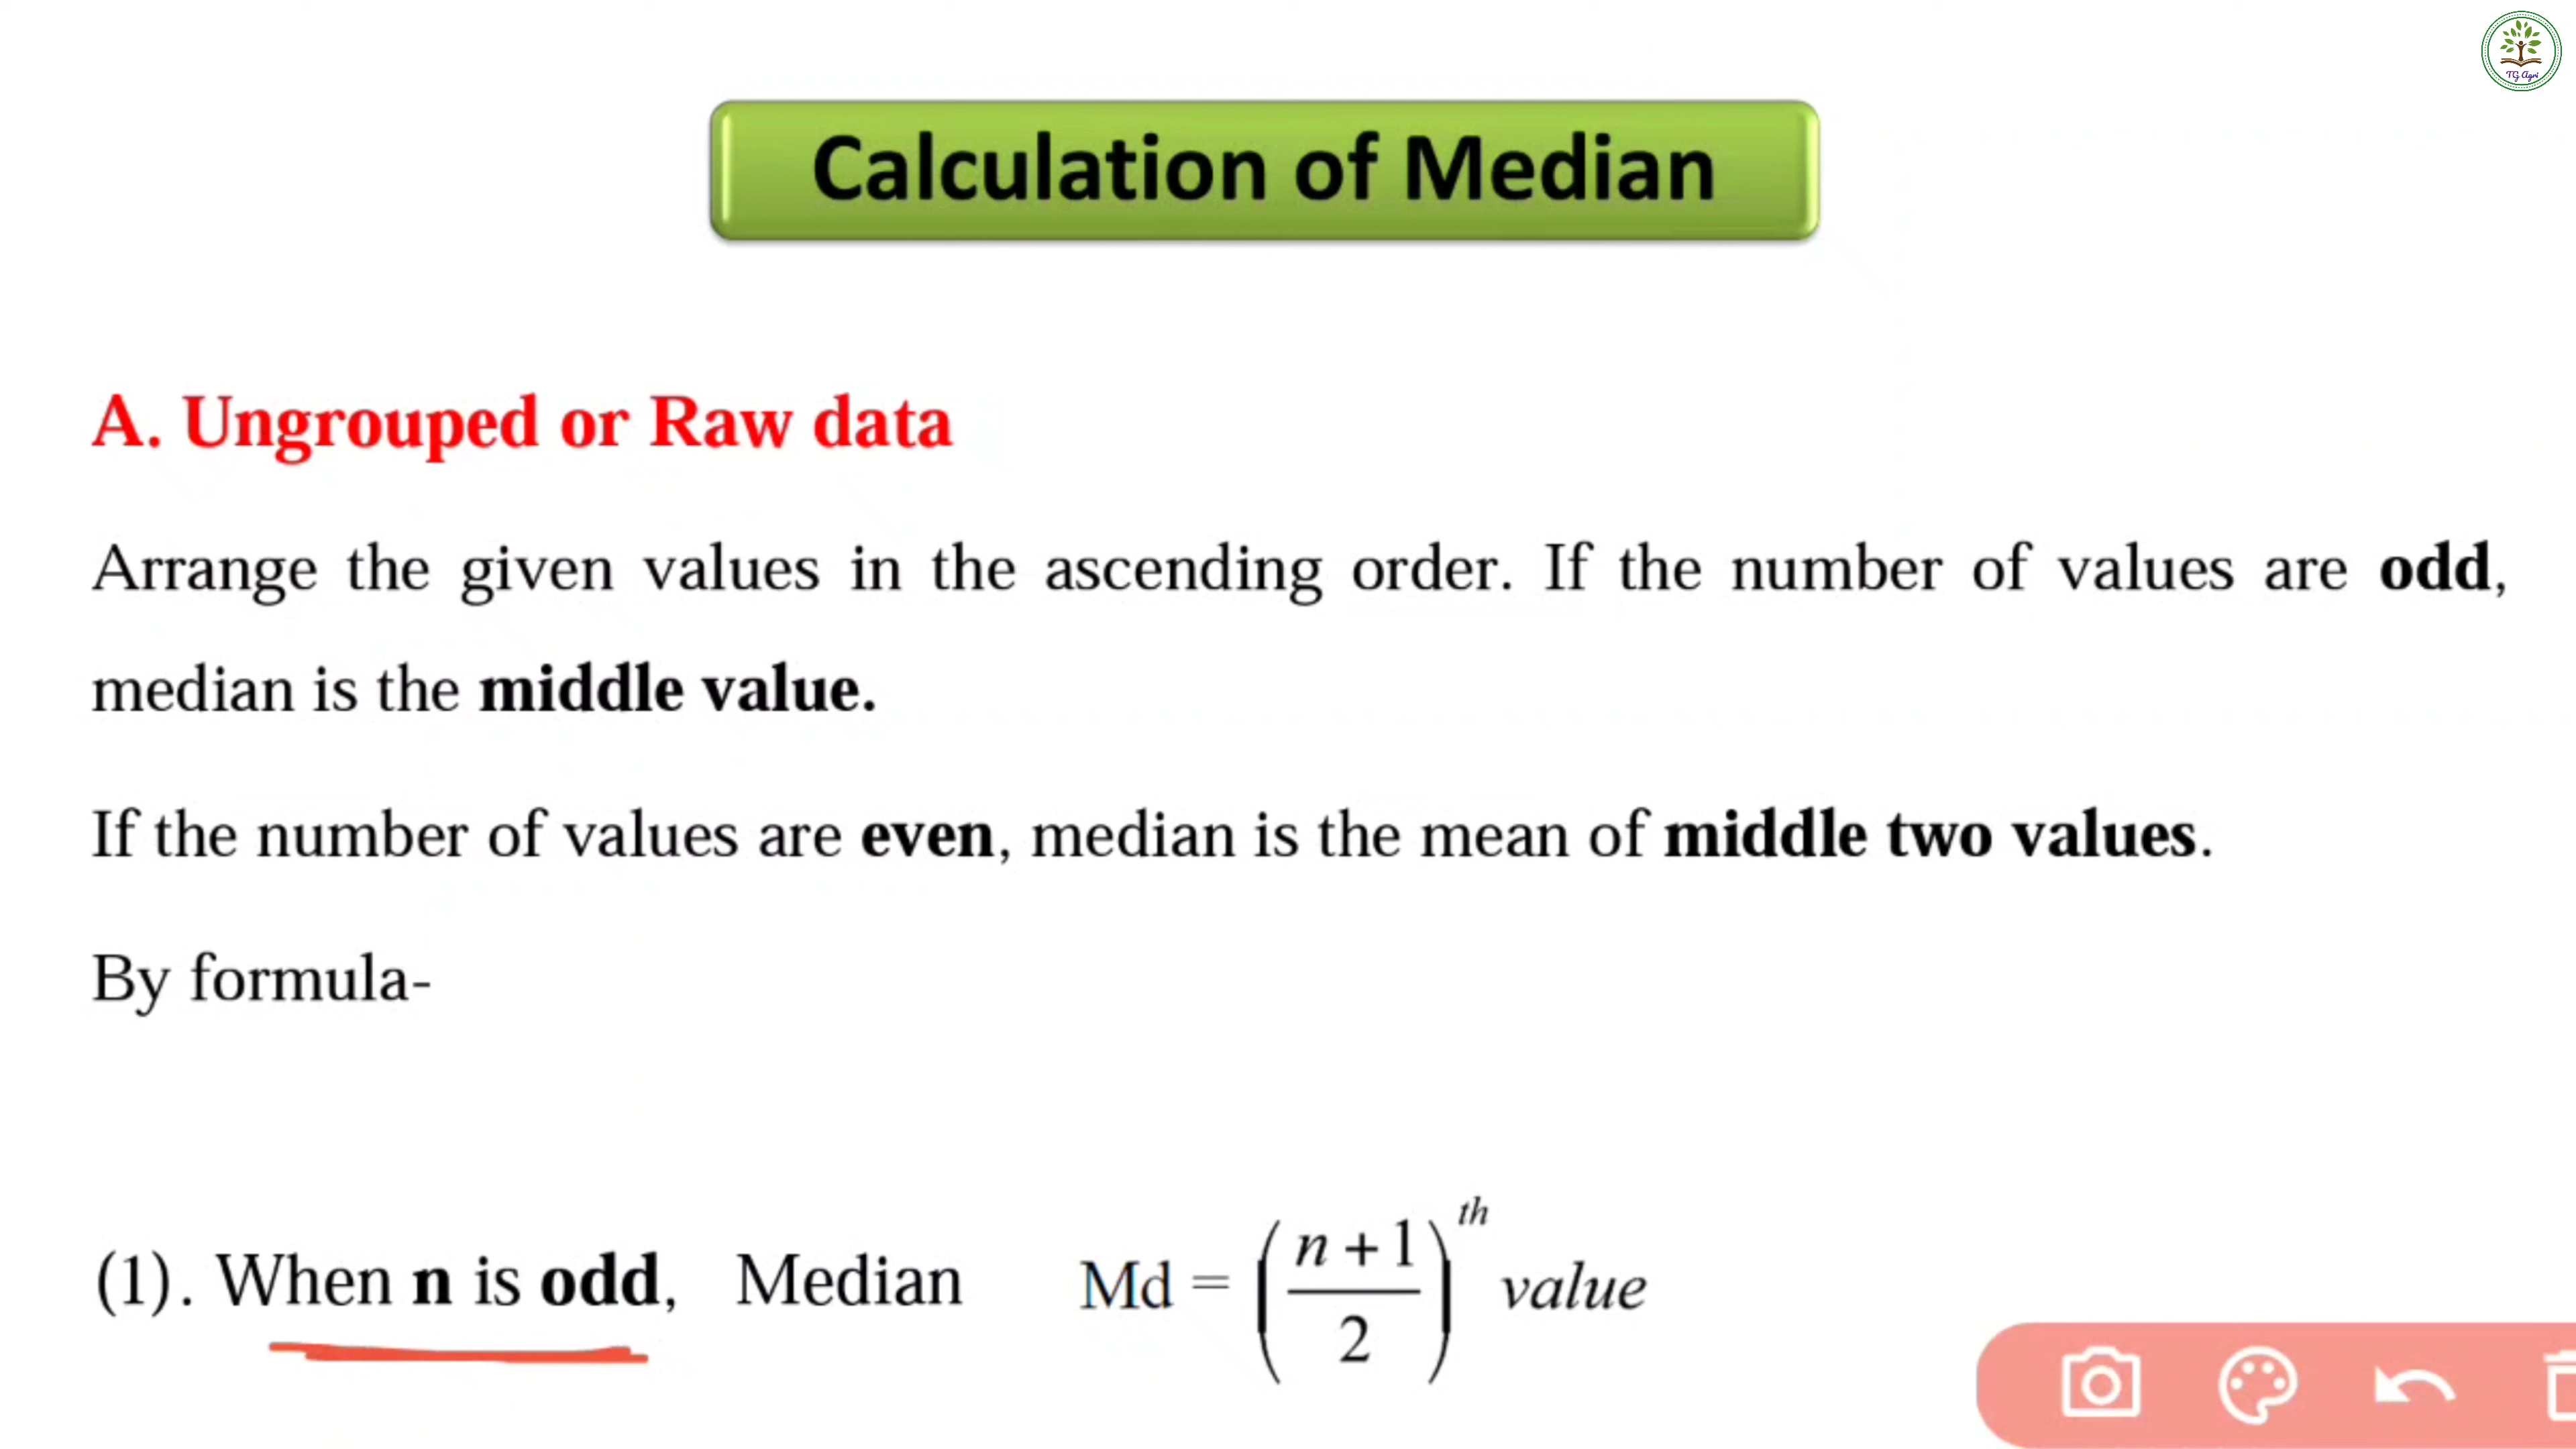 TG Agri
Calculation of Median
A. Ungrouped or Raw data
Arrange the given values in the ascending order. If the number of values are odd,
median is the middle value.
If the number of values are even, median is the mean of middle two values.
By formula-
(1). When n is odd, Median Md = ((n + 1)/2)^th value